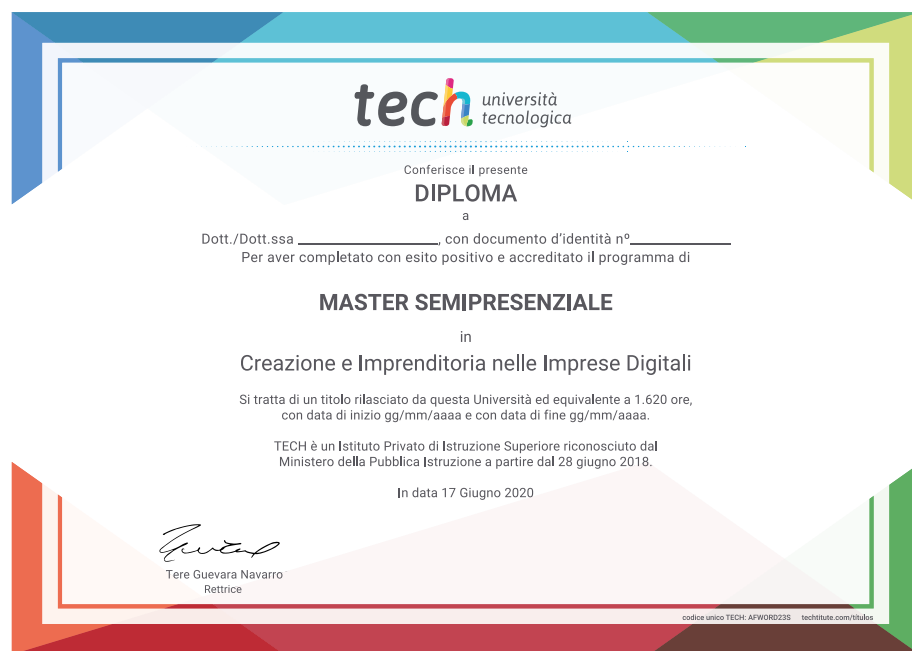 tech università
tecnologica
Conferisce il presente
DIPLOMA
a
Dott./Dott.ssa ____________________, con documento d'identità nº______________
Per aver completato con esito positivo e accreditato il programma di
MASTER SEMIPRESENZIALE
in
Creazione e Imprenditoria nelle Imprese Digitali
Si tratta di un titolo rilasciato da questa Università ed equivalente a 1.620 ore,
con data di inizio gg/mm/aaaa e con data di fine gg/mm/aaaa.
TECH è un Istituto Privato di Istruzione Superiore riconosciuto dal
Ministero della Pubblica Istruzione a partire dal 28 giugno 2018.
In data 17 Giugno 2020
Tere Guevara Navarro
Rettrice
codice unico TECH: AFWORD23S techtitute.com/titulos